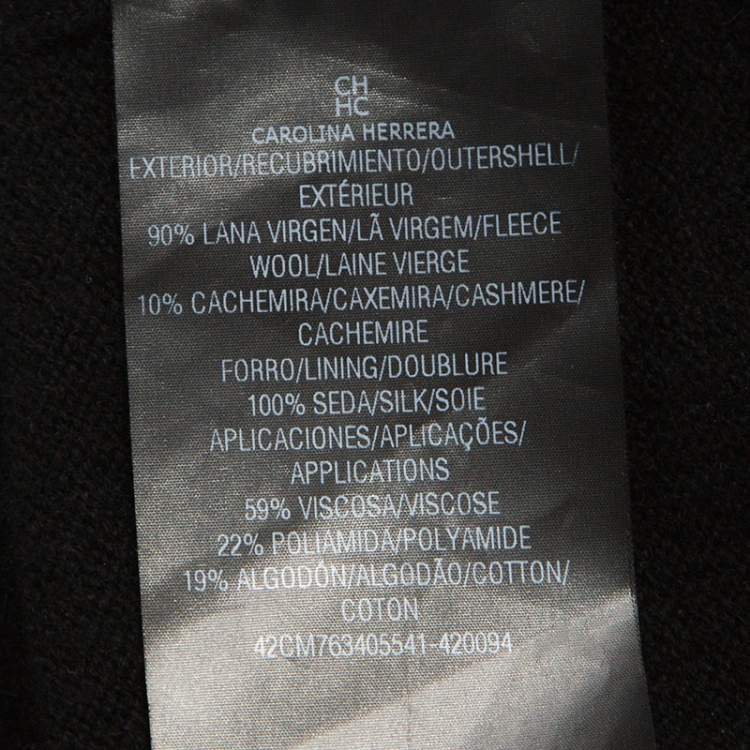 CH
HC
CAROLINA HERRERA
EXTERIOR/RECUBRIMIENTO/OUTERSHELL/
EXTÉRIEUR
90% LANA VIRGEN/LÃ VIRGEM/FLEECE
WOOL/LAINE VIERGE
10% CACHEMIRA/CAXEMIRA/CASHMERE/
CACHEMIRE
FORRO/LINING/DOUBLURE
100% SEDA/SILK/SOIE
APLICACIONES/APLICAÇÕES/
APPLICATIONS
59% VISCOSA/VISCOSE
22% POLIAMIDA/POLYAMIDE
19% ALGODÓN/ALGODÃO/COTTON/
COTON
42CM763405541-420094